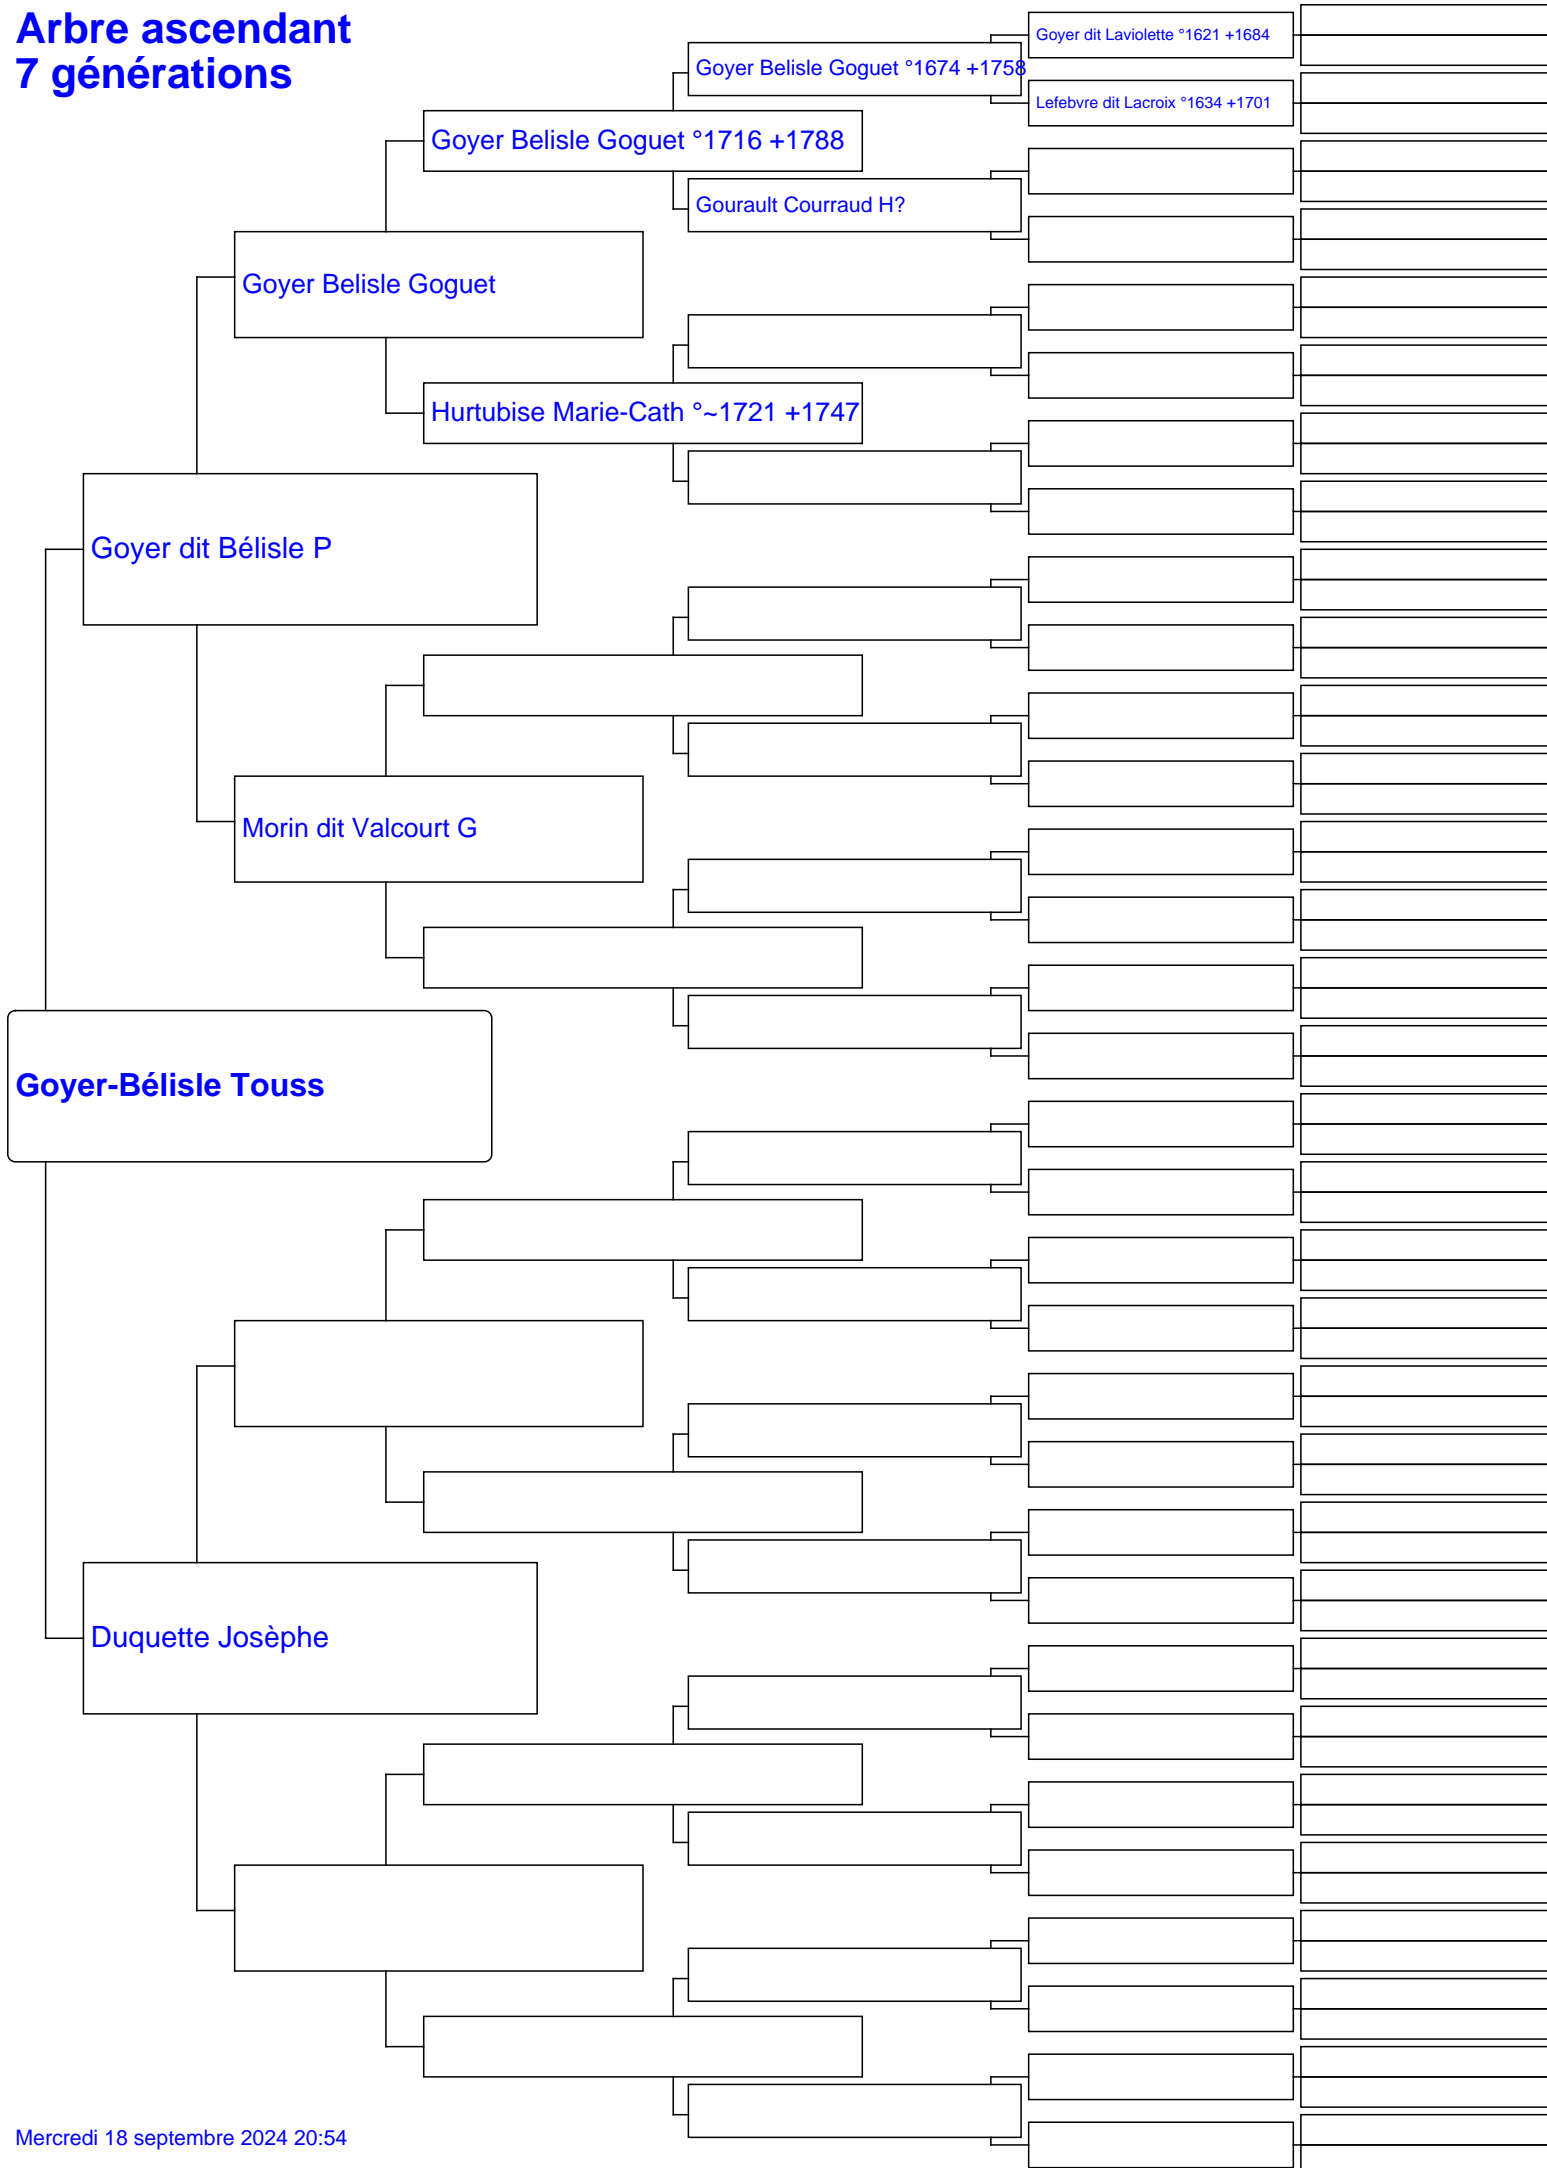 Arbre ascendant
7 générations
Goyer dit Laviolette °1621 +1684
Goyer Belisle Goguet °1674 +1758
Lefebvre dit Lacroix °1634 +1701
Goyer Belisle Goguet °1716 +1788
Gourault Courraud H?
Goyer Belisle Goguet
Hurtubise Marie-Cath °~1721 +1747
Goyer dit Bélisle P
Morin dit Valcourt G
Goyer-Bélisle Touss
Duquette Josèphe
Mercredi 18 septembre 2024 20:54